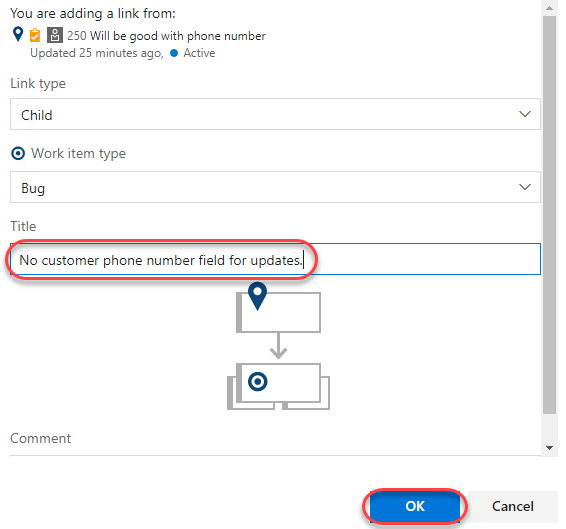 You are adding a link from:
250 Will be good with phone number
Updated 25 minutes ago, Active
Link type
Child
Work item type
Bug
Title
No customer phone number field for updates.
Comment
OK Cancel